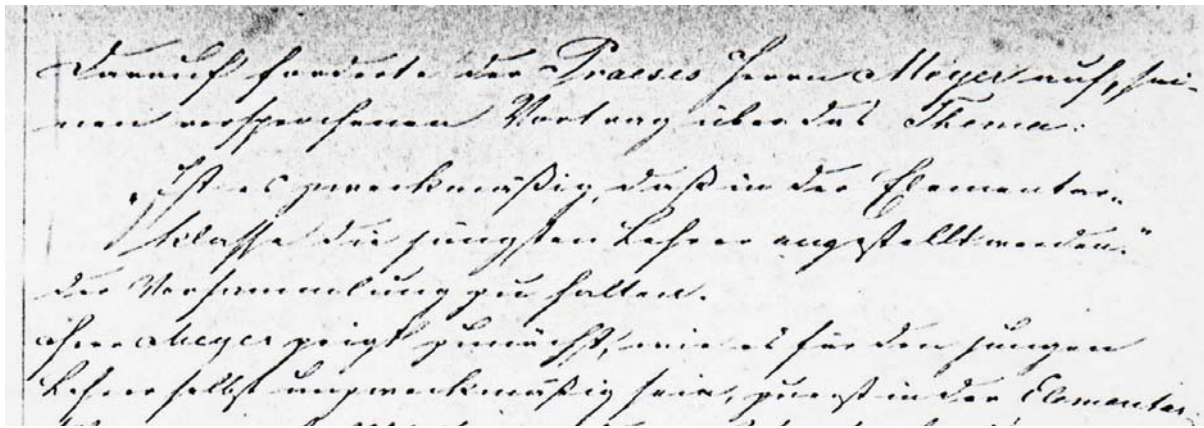 Darauf forderte der Praeses Herrn Meyer auf, sei-
nen versprochenen Vortrag über das Thema:
„Ist es zweckmäßig, daß in der Elementar-
klasse die jüngsten Lehrer angestellt werden."
der Versammlung zu halten.
Herr Meyer zeigt zunächst, wie es für den jungen
Lehrer selbst unzweckmäßig sein, zuerst in der Elementar-